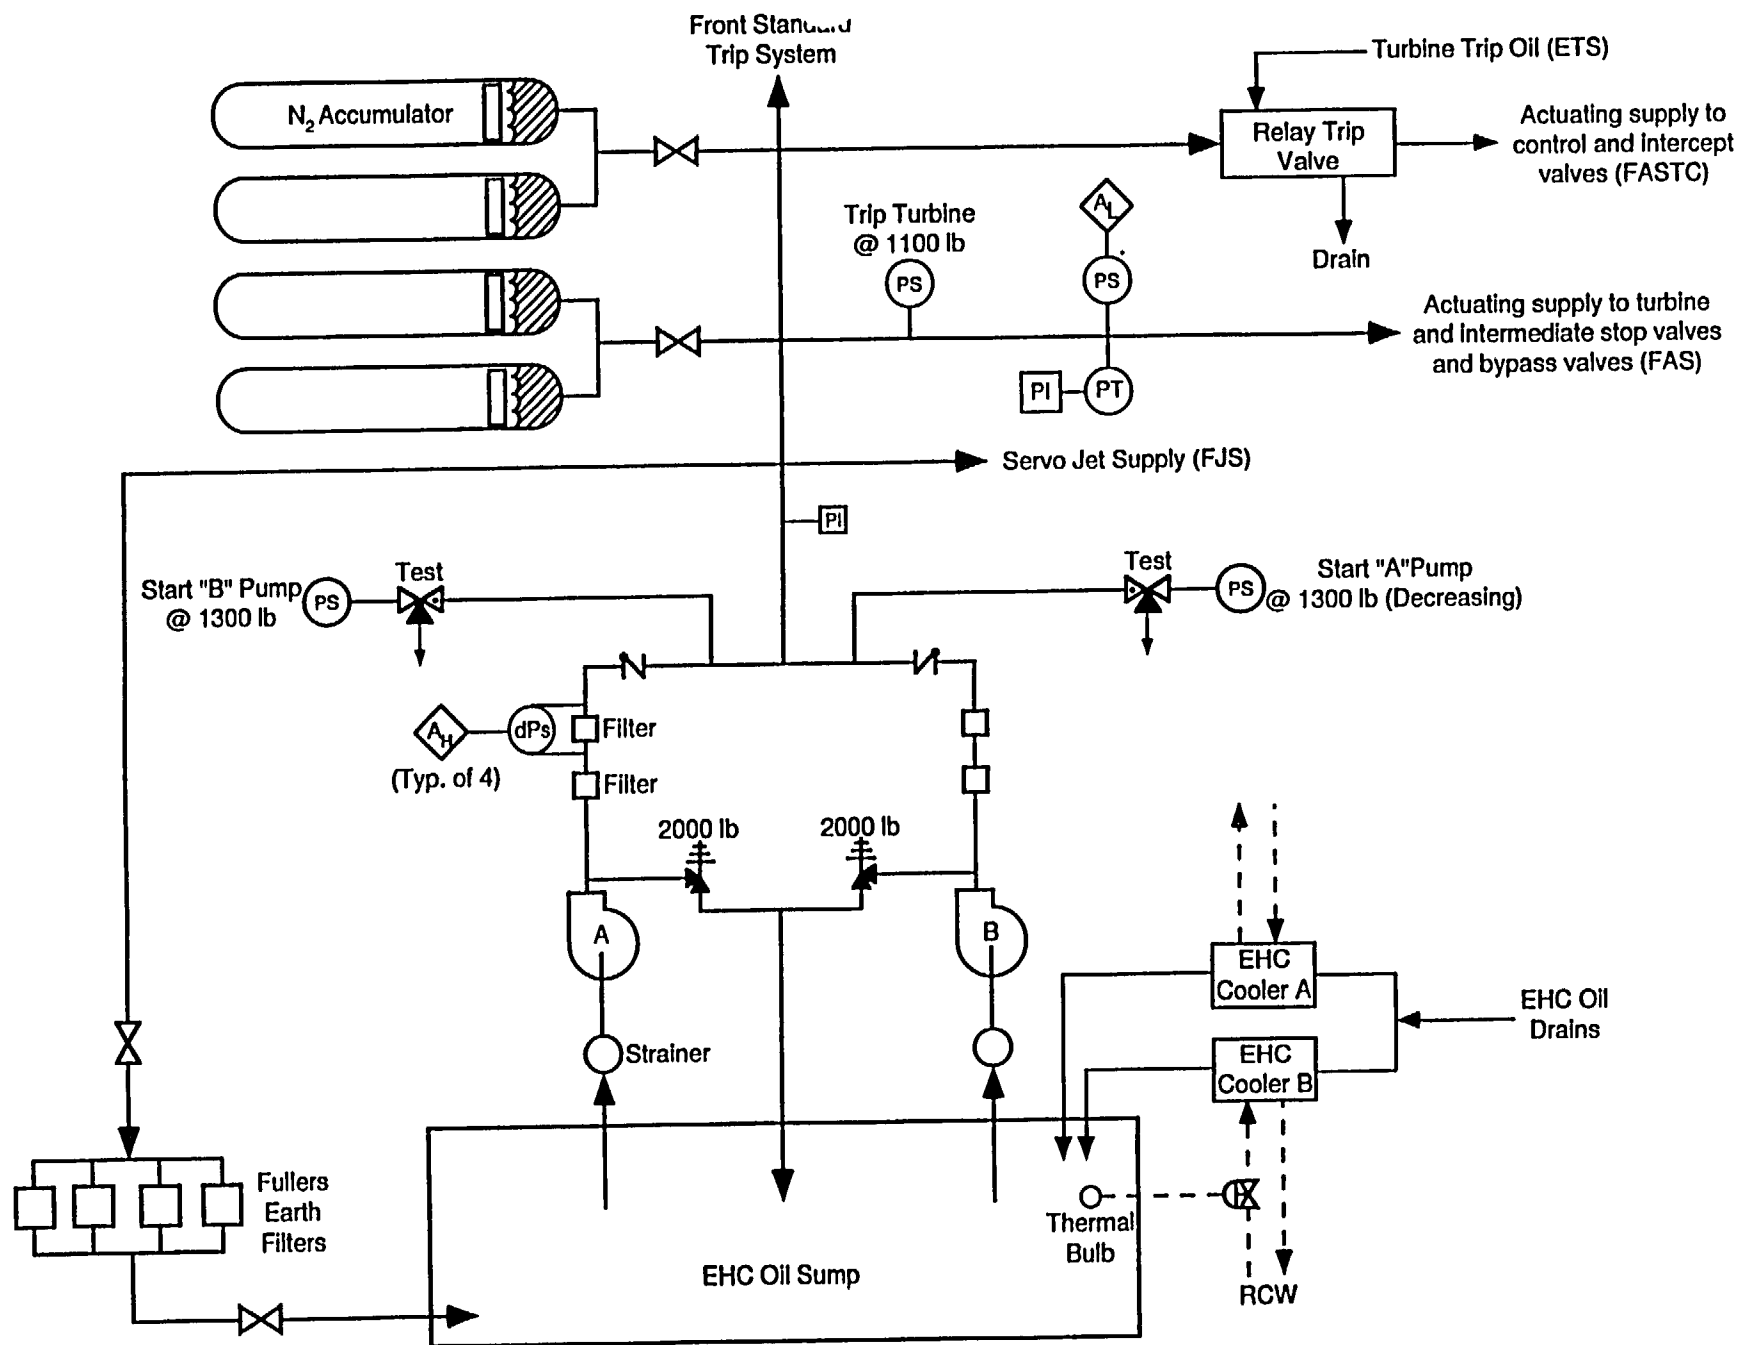 Front Standard
Trip System
Turbine Trip Oil (ETS)
N₂ Accumulator
Relay Trip
Valve
Actuating supply to
control and intercept
valves (FASTC)
Drain
Trip Turbine
@ 1100 lb
PS
A_L
PS
Actuating supply to turbine
and intermediate stop valves
and bypass valves (FAS)
PI
PT
Servo Jet Supply (FJS)
PI
Start "B" Pump
@ 1300 lb
PS
Test
Test
PS
Start "A"Pump
@ 1300 lb (Decreasing)
A_H
dPs
Filter
(Typ. of 4)
Filter
2000 lb
2000 lb
A
B
Strainer
EHC
Cooler A
EHC
Cooler B
EHC Oil
Drains
Fullers
Earth
Filters
Thermal
Bulb
EHC Oil Sump
RCW